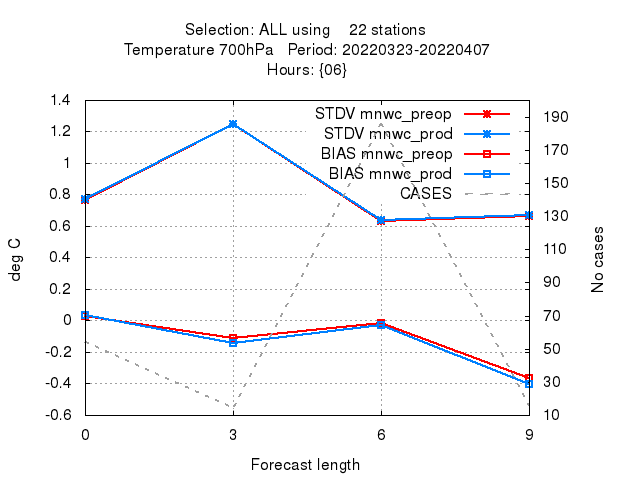 Selection: ALL using 22 stations
Temperature 700hPa Period: 20220323-20220407
Hours: {06}
STDV mnwc_preop
STDV mnwc_prod
BIAS mnwc_preop
BIAS mnwc_prod
CASES
1.4
1.2
1
0.8
0.6
0.4
0.2
0
-0.2
-0.4
-0.6
deg C
190
170
150
130
110
90
70
50
30
10
No cases
0 3 6 9
Forecast length